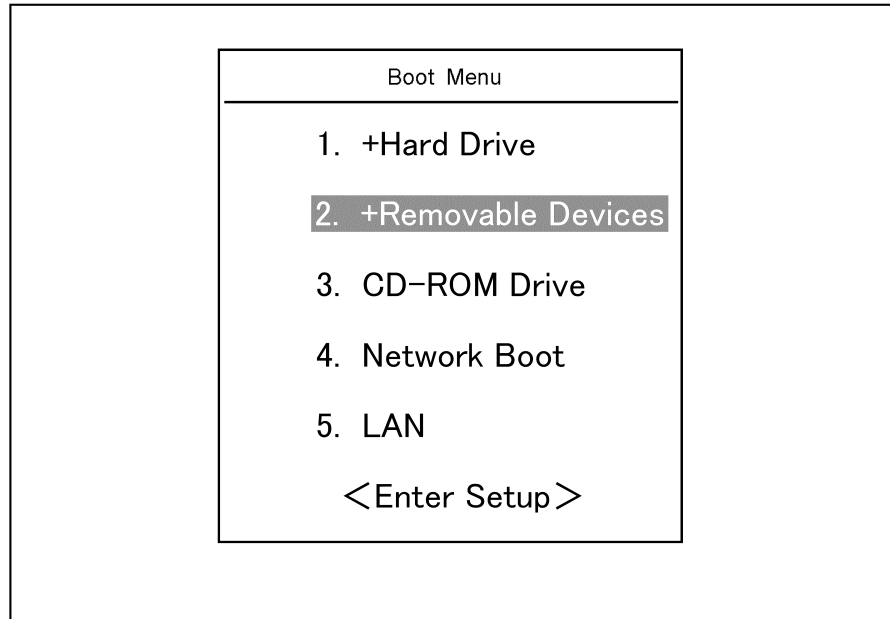 Boot Menu
1. +Hard Drive
2. +Removable Devices
3. CD-ROM Drive
4. Network Boot
5. LAN
<Enter Setup>